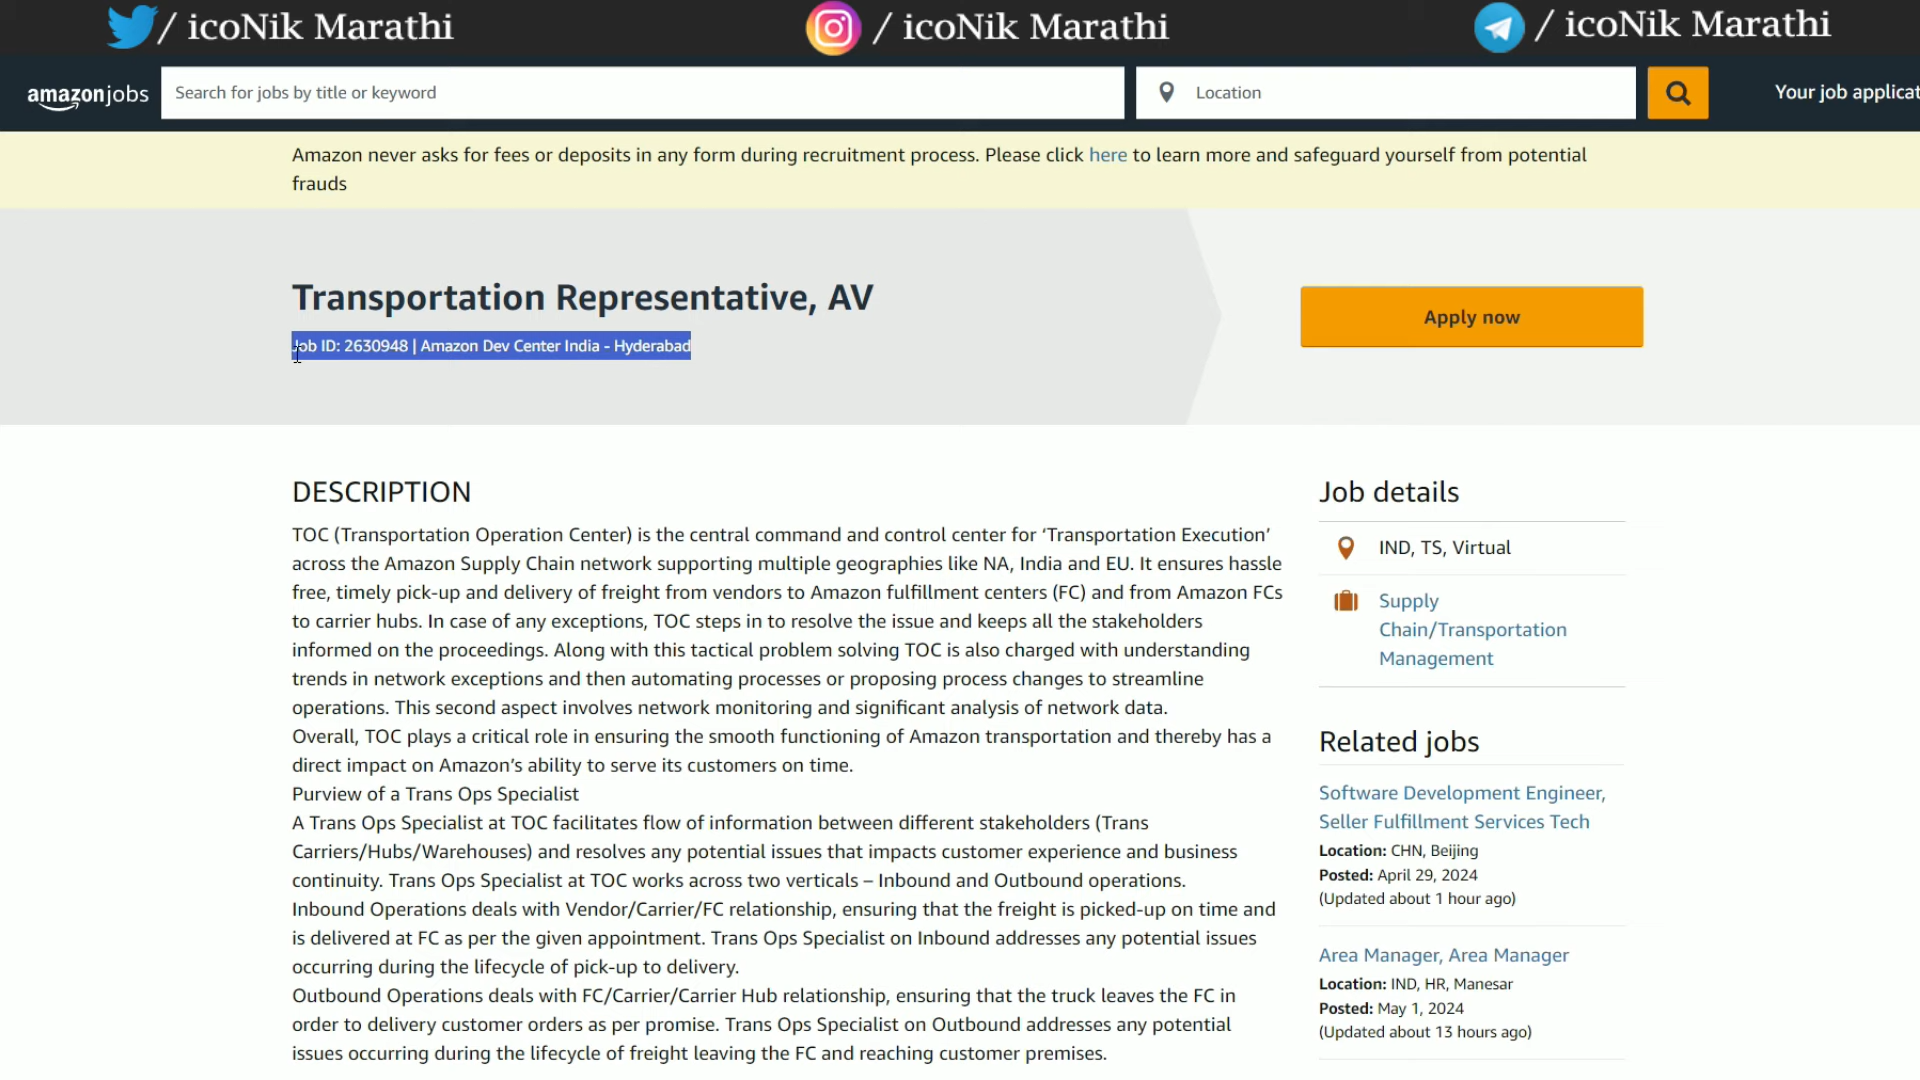 / icoNik Marathi
/ icoNik Marathi
/ icoNik Marathi
amazonjobs
Search for jobs by title or keyword
Location
Your job applicat
Amazon never asks for fees or deposits in any form during recruitment process. Please click here to learn more and safeguard yourself from potential
frauds
Transportation Representative, AV
Job ID: 2630948 | Amazon Dev Center India - Hyderabad
Apply now
DESCRIPTION
TOC (Transportation Operation Center) is the central command and control center for ‘Transportation Execution’
across the Amazon Supply Chain network supporting multiple geographies like NA, India and EU. It ensures hassle
free, timely pick-up and delivery of freight from vendors to Amazon fulfillment centers (FC) and from Amazon FCs
to carrier hubs. In case of any exceptions, TOC steps in to resolve the issue and keeps all the stakeholders
informed on the proceedings. Along with this tactical problem solving TOC is also charged with understanding
trends in network exceptions and then automating processes or proposing process changes to streamline
operations. This second aspect involves network monitoring and significant analysis of network data.
Overall, TOC plays a critical role in ensuring the smooth functioning of Amazon transportation and thereby has a
direct impact on Amazon’s ability to serve its customers on time.
Purview of a Trans Ops Specialist
A Trans Ops Specialist at TOC facilitates flow of information between different stakeholders (Trans
Carriers/Hubs/Warehouses) and resolves any potential issues that impacts customer experience and business
continuity. Trans Ops Specialist at TOC works across two verticals – Inbound and Outbound operations.
Inbound Operations deals with Vendor/Carrier/FC relationship, ensuring that the freight is picked-up on time and
is delivered at FC as per the given appointment. Trans Ops Specialist on Inbound addresses any potential issues
occurring during the lifecycle of pick-up to delivery.
Outbound Operations deals with FC/Carrier/Carrier Hub relationship, ensuring that the truck leaves the FC in
order to delivery customer orders as per promise. Trans Ops Specialist on Outbound addresses any potential
issues occurring during the lifecycle of freight leaving the FC and reaching customer premises.
Job details
IND, TS, Virtual
Supply
Chain/Transportation
Management
Related jobs
Software Development Engineer,
Seller Fulfillment Services Tech
Location: CHN, Beijing
Posted: April 29, 2024
(Updated about 1 hour ago)
Area Manager, Area Manager
Location: IND, HR, Manesar
Posted: May 1, 2024
(Updated about 13 hours ago)